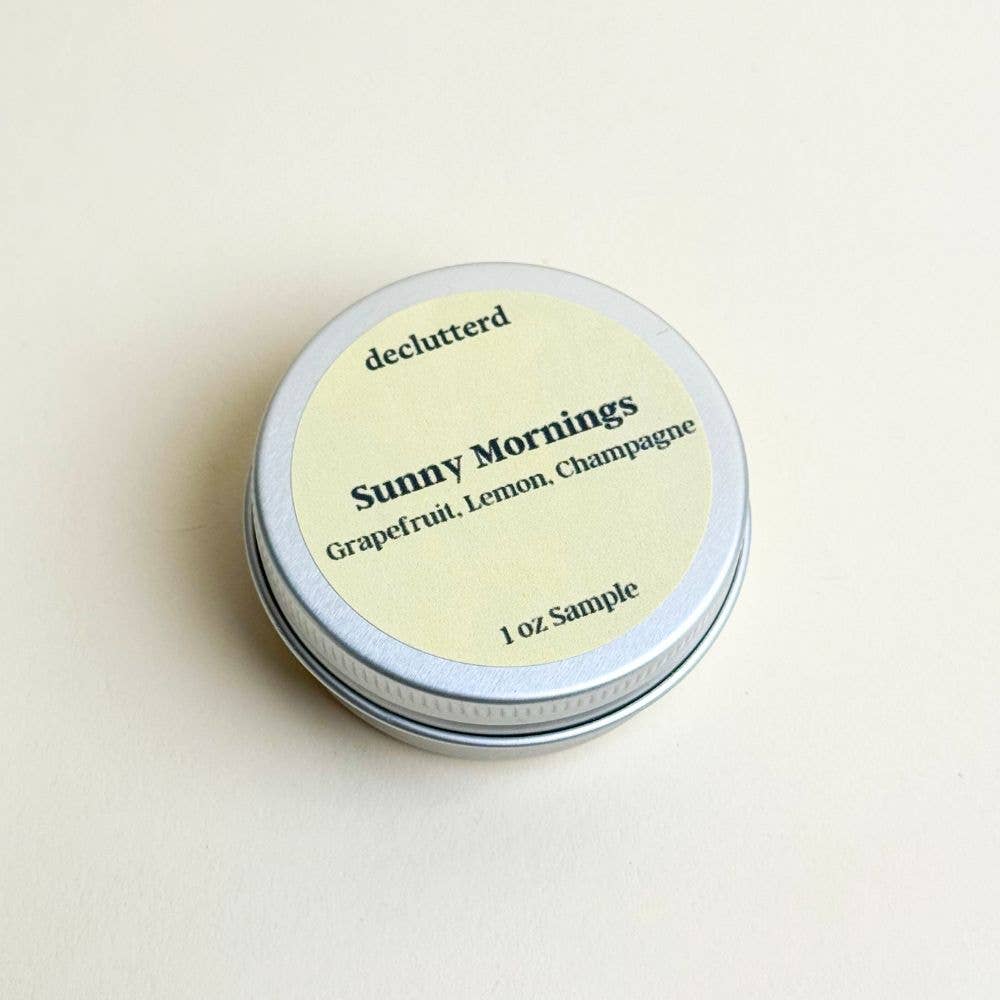 declutterd
Sunny Mornings
Grapefruit, Lemon, Champagne
1 oz Sample